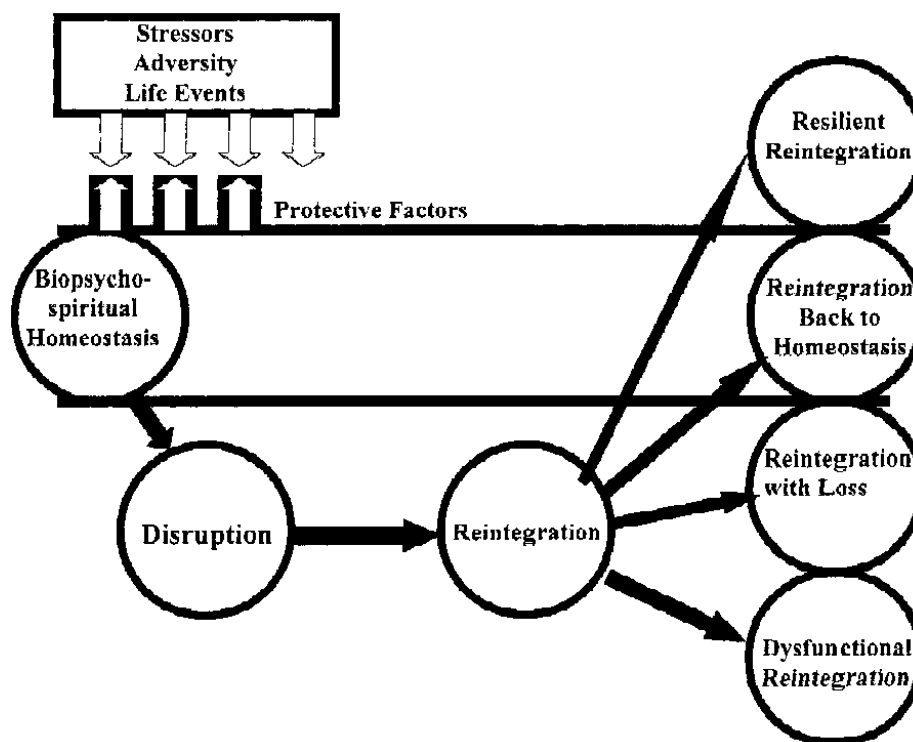 Stressors
Adversity
Life Events
Resilient
Reintegration
Protective Factors
Biopsycho-
spiritual
Homeostasis
Reintegration
Back to
Homeostasis
Disruption
Reintegration
Reintegration
with Loss
Dysfunctional
Reintegration